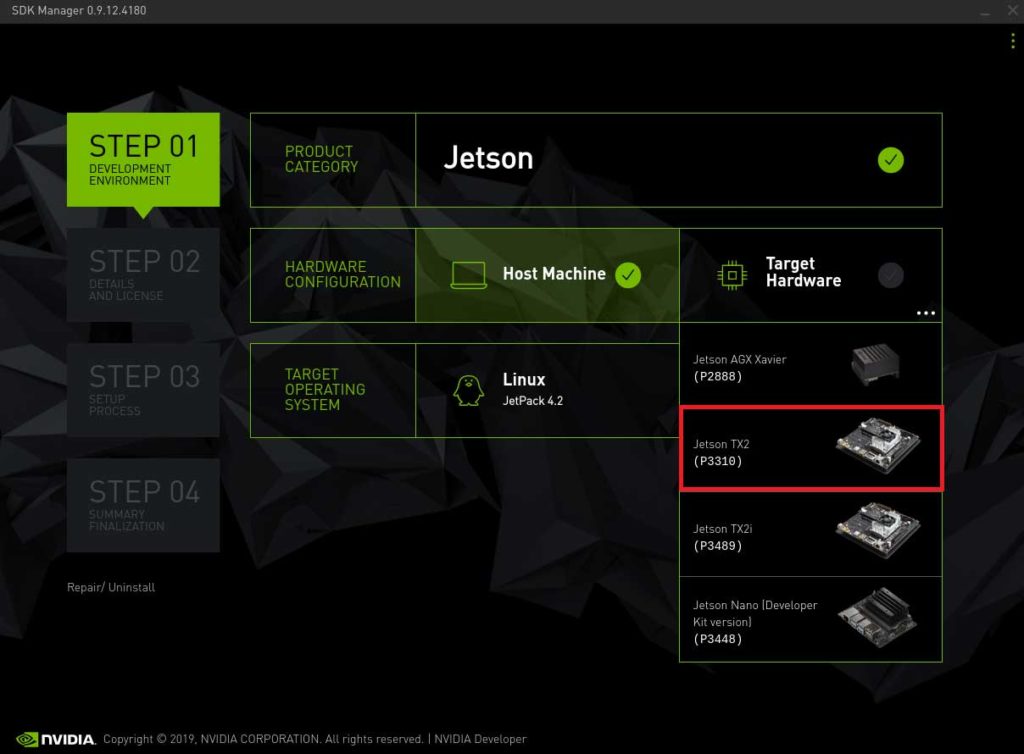 SDK Manager 0.9.12.4180
STEP 01
DEVELOPMENT
ENVIRONMENT
PRODUCT
CATEGORY
Jetson
STEP 02
DETAILS
AND LICENSE
HARDWARE
CONFIGURATION
Host Machine
Target
Hardware
STEP 03
SETUP
PROCESS
TARGET
OPERATING
SYSTEM
Linux
JetPack 4.2
Jetson AGX Xavier
(P2888)
Jetson TX2
(P3310)
STEP 04
SUMMARY
FINALIZATION
Jetson TX2i
(P3489)
Repair/ Uninstall
Jetson Nano (Developer
Kit version)
(P3448)
NVIDIA. Copyright © 2019, NVIDIA CORPORATION. All rights reserved. | NVIDIA Developer